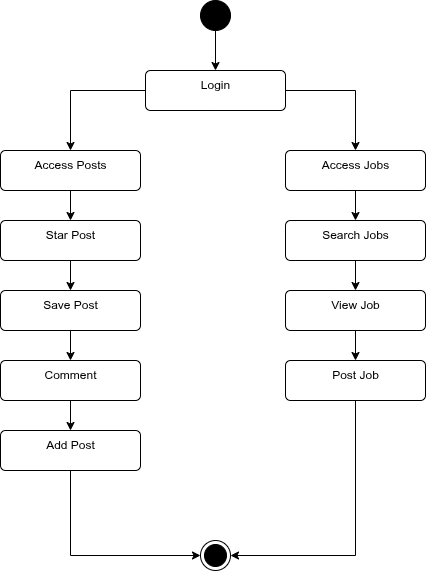 Login
Access Posts
Access Jobs
Star Post
Search Jobs
Save Post
View Job
Comment
Post Job
Add Post